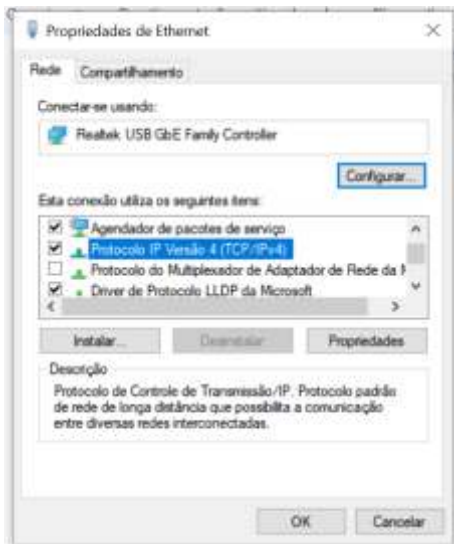 Propriedades de Ethernet
Rede Compartilhamento
Conectar-se usando:
Realtek USB GbE Family Controller
Configurar...
Esta conexão utiliza os seguintes itens:
Agendador de pacotes de serviço
Protocolo IP Versão 4 (TCP/IPv4)
Protocolo do Multiplexador de Adaptador de Rede da
Driver de Protocolo LLDP da Microsoft
Instalar... Desinstalar Propriedades
Descrição
Protocolo de Controle de Transmissão/IP. Protocolo padrão
de rede de longa distância que possibilita a comunicação
entre diversas redes interconectadas.
OK Cancelar